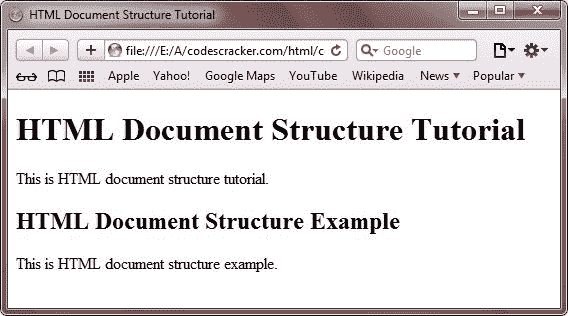 HTML Document Structure Tutorial
file:///E:/A/codescracker.com/html/c
Google
Apple Yahoo! Google Maps YouTube Wikipedia News Popular
HTML Document Structure Tutorial
This is HTML document structure tutorial.
HTML Document Structure Example
This is HTML document structure example.